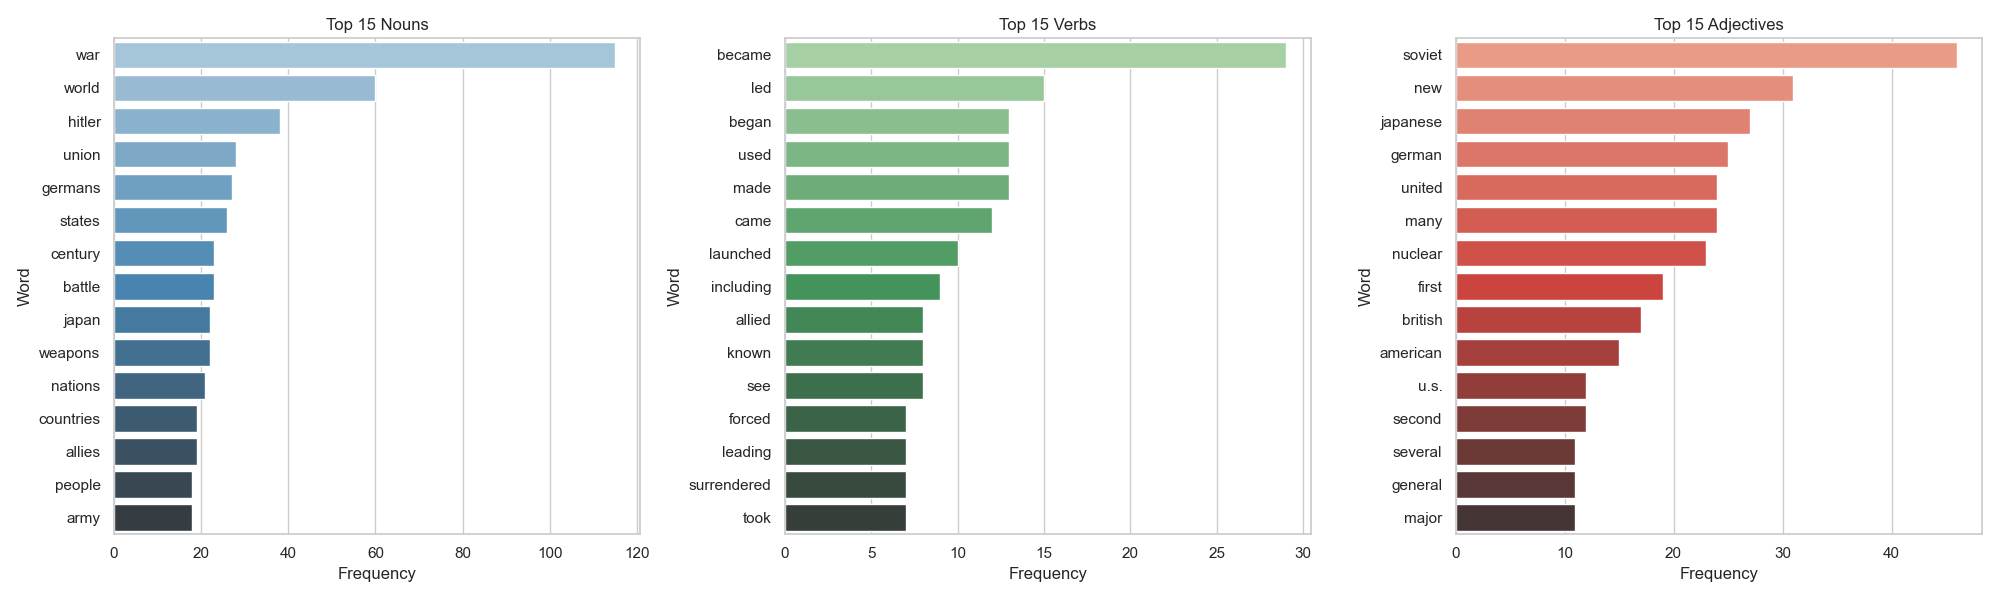 Top 15 Nouns
war
world
hitler
union
germans
states
century
battle
japan
weapons
nations
countries
allies
people
army
Word
0 20 40 60 80 100 120
Frequency
Top 15 Verbs
became
led
began
used
made
came
launched
including
allied
known
see
forced
leading
surrendered
took
Word
0 5 10 15 20 25 30
Frequency
Top 15 Adjectives
soviet
new
japanese
german
united
many
nuclear
first
british
american
u.s.
second
several
general
major
Word
0 10 20 30 40
Frequency